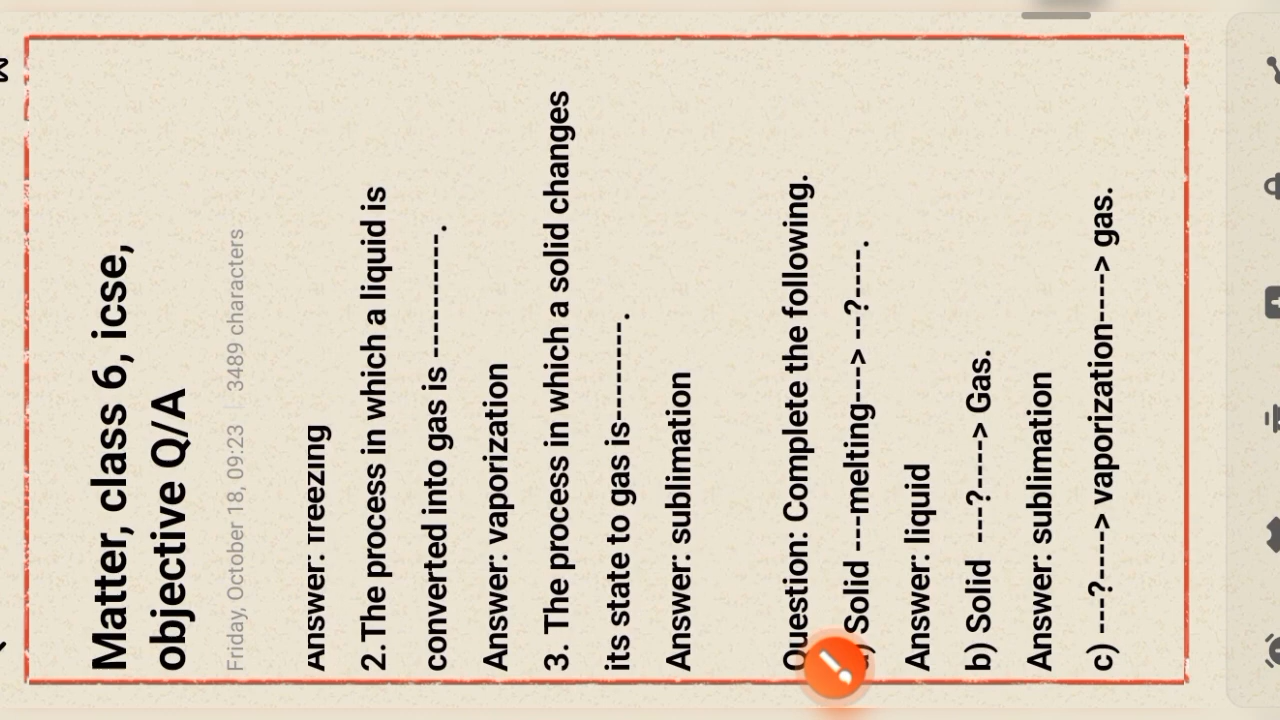 Matter, class 6, icse,
objective Q/A
Friday, October 18, 09:23 | 3489 characters
Answer: freezing
2.The process in which a liquid is
converted into gas is ------------.
Answer: vaporization
3. The process in which a solid changes
its state to gas is----------.
Answer: sublimation
Question: Complete the following.
a) Solid ----melting----> --?----.
Answer: liquid
b) Solid ----?-----> Gas.
Answer: sublimation
c) ----?-----> vaporization-----> gas.